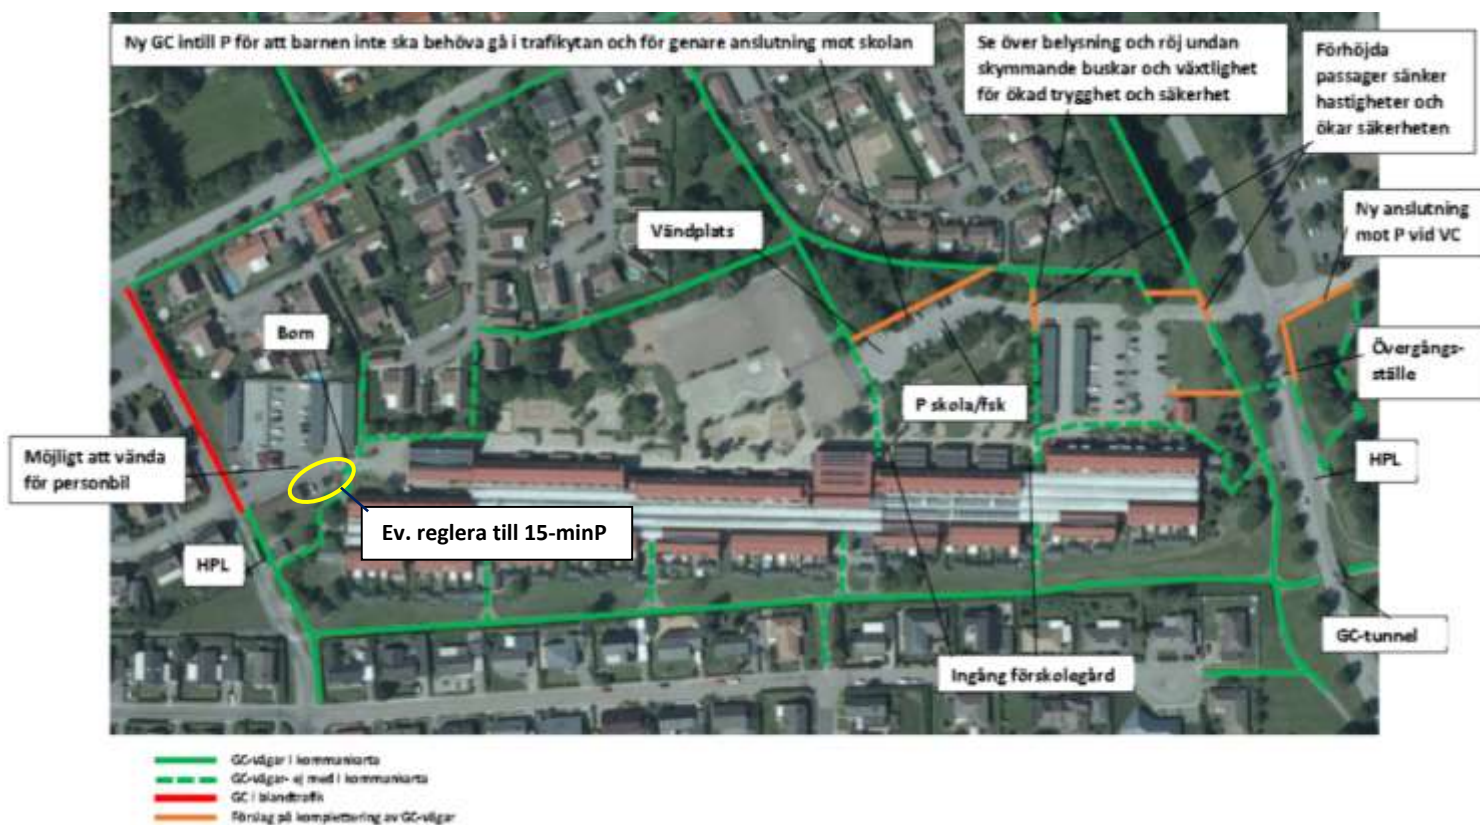 Ny GC intill P för att barnen inte ska behöva gå i trafikytan och för genare anslutning mot skolan
Se över belysning och röj undan
skymmande buskar och växtlighet
för ökad trygghet och säkerhet
Förhöjda
passager sänker
hastigheter och
ökar säkerheten
Ny anslutning
mot P vid VC
Vändplats
Bom
Övergångs-
ställe
P skola/fsk
Möjligt att vända
för personbil
HPL
Ev. reglera till 15-minP
HPL
GC-tunnel
Ingång förskolegård
GC-vägar i kommunkarta
GC-vägar- ej med i kommunkarta
GC i blandtrafik
Förslag på komplettering av GC-vägar